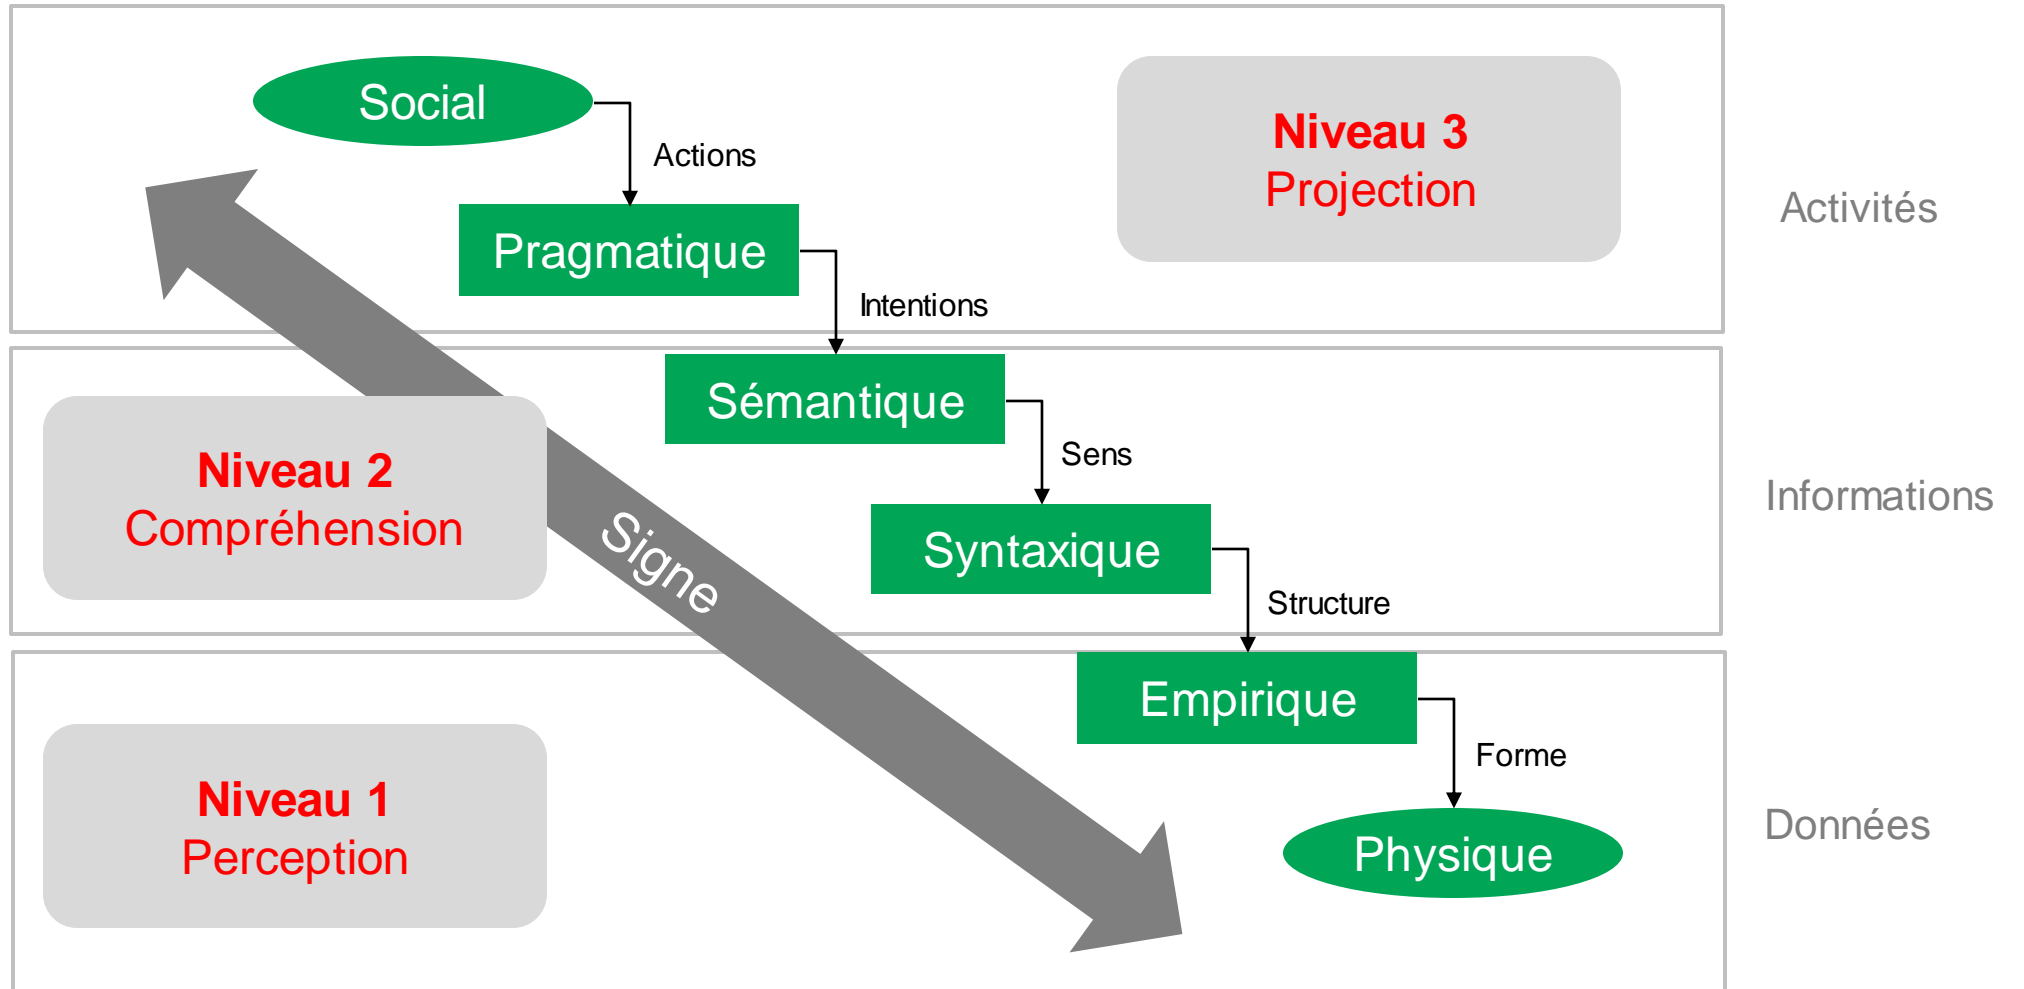 Social
Actions
Niveau 3
Projection
Activités
Pragmatique
Intentions
Sémantique
Sens
Niveau 2
Compréhension
Informations
Signe
Syntaxique
Structure
Empirique
Forme
Niveau 1
Perception
Données
Physique